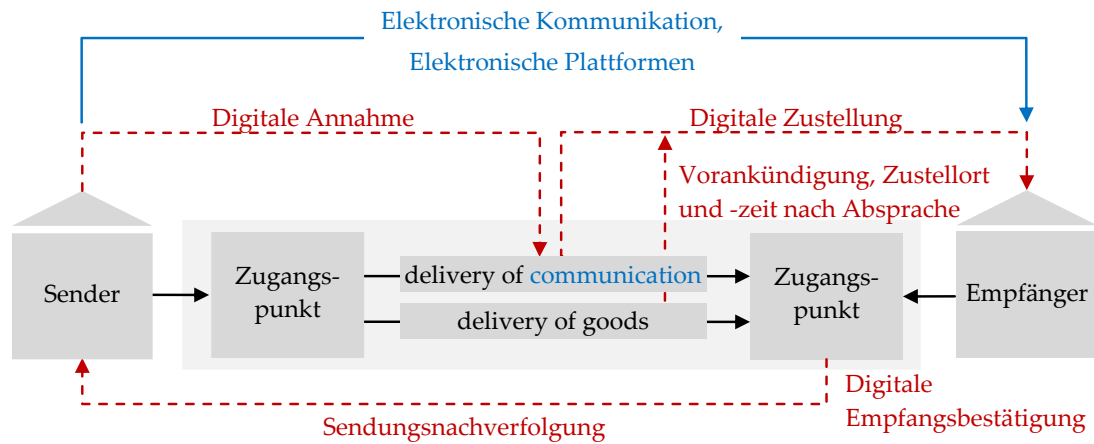 Elektronische Kommunikation,
Elektronische Plattformen
Digitale Annahme
Digitale Zustellung
Vorankündigung, Zustellort
und -zeit nach Absprache
Sender
Zugangs-
punkt
delivery of communication
delivery of goods
Zugangs-
punkt
Empfänger
Digitale
Empfangsbestätigung
Sendungsnachverfolgung